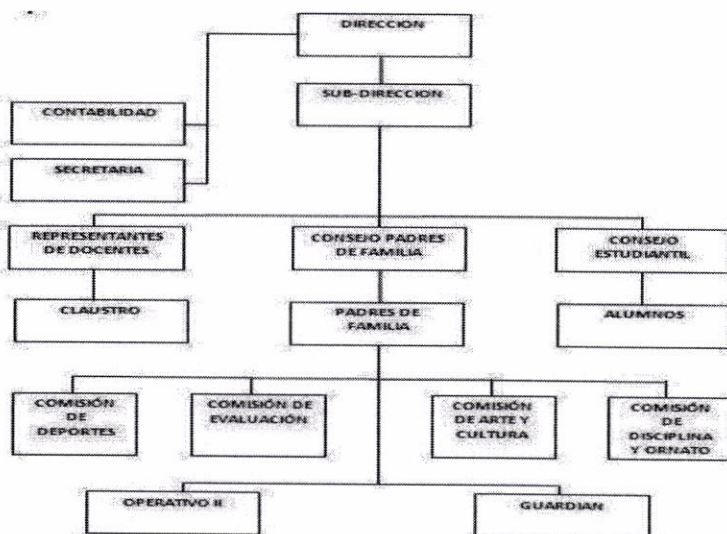 DIRECCION
SUB-DIRECCION
CONTABILIDAD
SECRETARIA
REPRESENTANTES
DE DOCENTES
CONSEJO PADRES
DE FAMILIA
CONSEJO
ESTUDIANTIL
CLAUSTRO
PADRES DE
FAMILIA
ALUMNOS
COMISIÓN
DE
DEPORTES
COMISIÓN DE
EVALUACIÓN
COMISIÓN
DE ARTE Y
CULTURA
COMISIÓN
DE
DISCIPLINA
Y ORNATO
OPERATIVO II
GUARDIAN